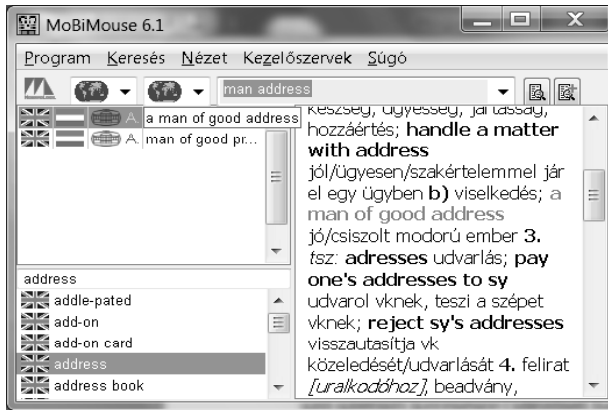 MoBiMouse 6.1
Program Keresés Nézet Kezelőszervek Súgó
man address
A. a man of good address
A. man of good pr...
készség, ügyesség, jártasság,
hozzáértés; handle a matter
with address
jól/ügyesen/szakértelemmel jár
el egy ügyben b) viselkedés; a
man of good address
jó/csiszolt modorú ember 3.
tsz: adresses udvarlás; pay
one's addresses to sy
udvarol vknek, teszi a szépet
vknek; reject sy's addresses
visszautasítja vk
közeledését/udvarlását 4. felirat
[uralkodóhoz], beadvány,
address
addle-pated
add-on
add-on card
address
address book